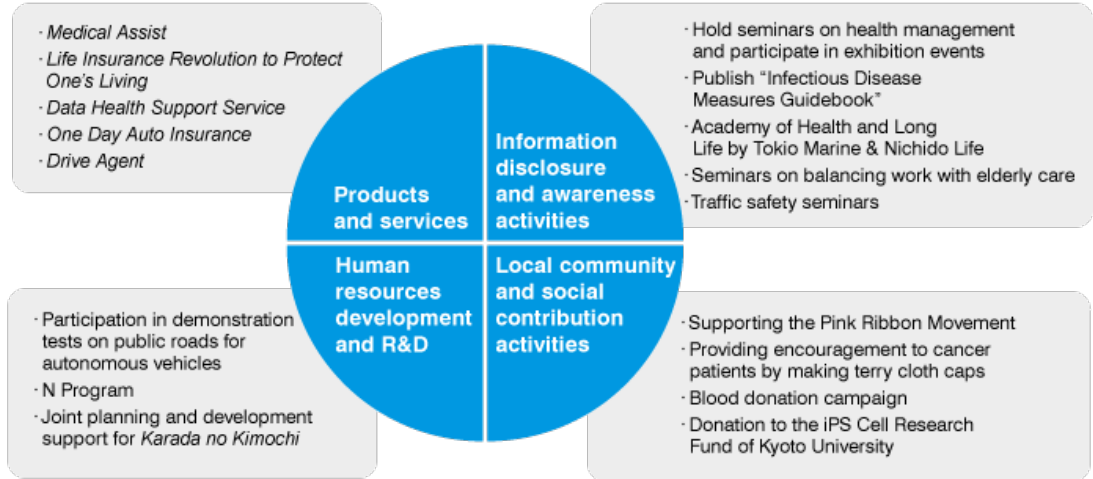 · Medical Assist
· Life Insurance Revolution to Protect
One's Living
· Data Health Support Service
· One Day Auto Insurance
· Drive Agent
Products
and services
Information
disclosure
and awareness
activities
· Hold seminars on health management
and participate in exhibition events
· Publish “Infectious Disease
Measures Guidebook”
· Academy of Health and Long
Life by Tokio Marine & Nichido Life
· Seminars on balancing work with elderly care
· Traffic safety seminars
· Participation in demonstration
tests on public roads for
autonomous vehicles
· N Program
· Joint planning and development
support for Karada no Kimochi
Human
resources
development
and R&D
Local community
and social
contribution
activities
· Supporting the Pink Ribbon Movement
· Providing encouragement to cancer
patients by making terry cloth caps
· Blood donation campaign
· Donation to the iPS Cell Research
Fund of Kyoto University